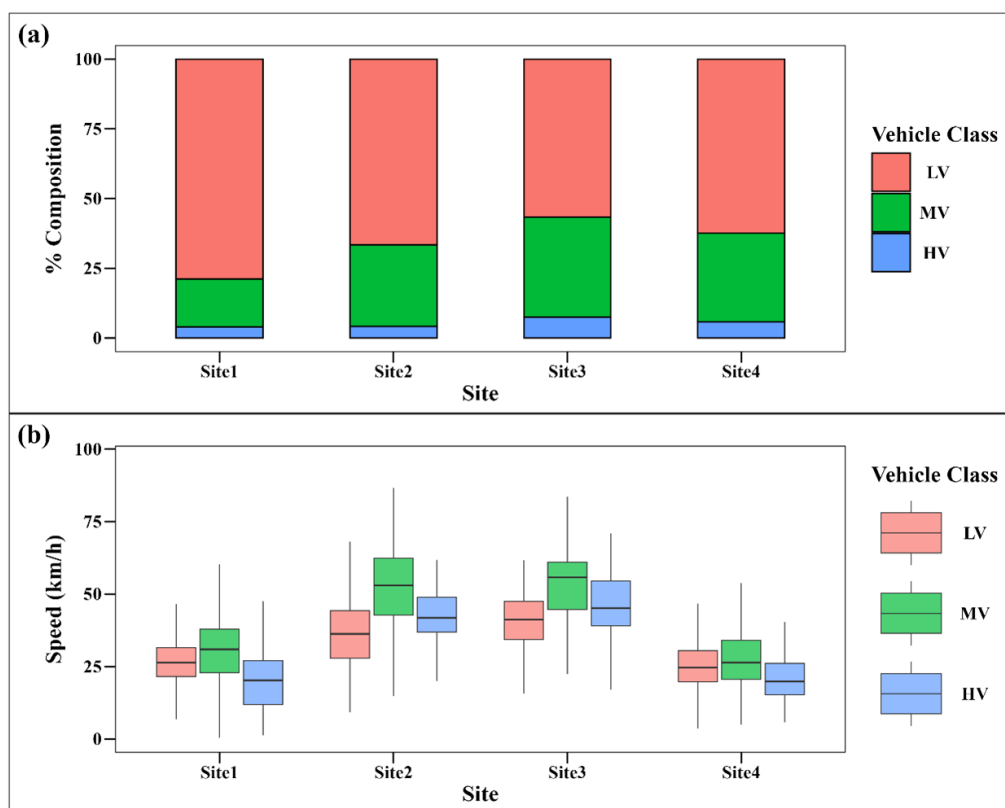 (a)
100
75
50
25
0
% Composition
Site1 Site2 Site3 Site4
Site
Vehicle Class
LV
MV
HV
(b)
100
75
50
25
0
Speed (km/h)
Site1 Site2 Site3 Site4
Site
Vehicle Class
LV
MV
HV